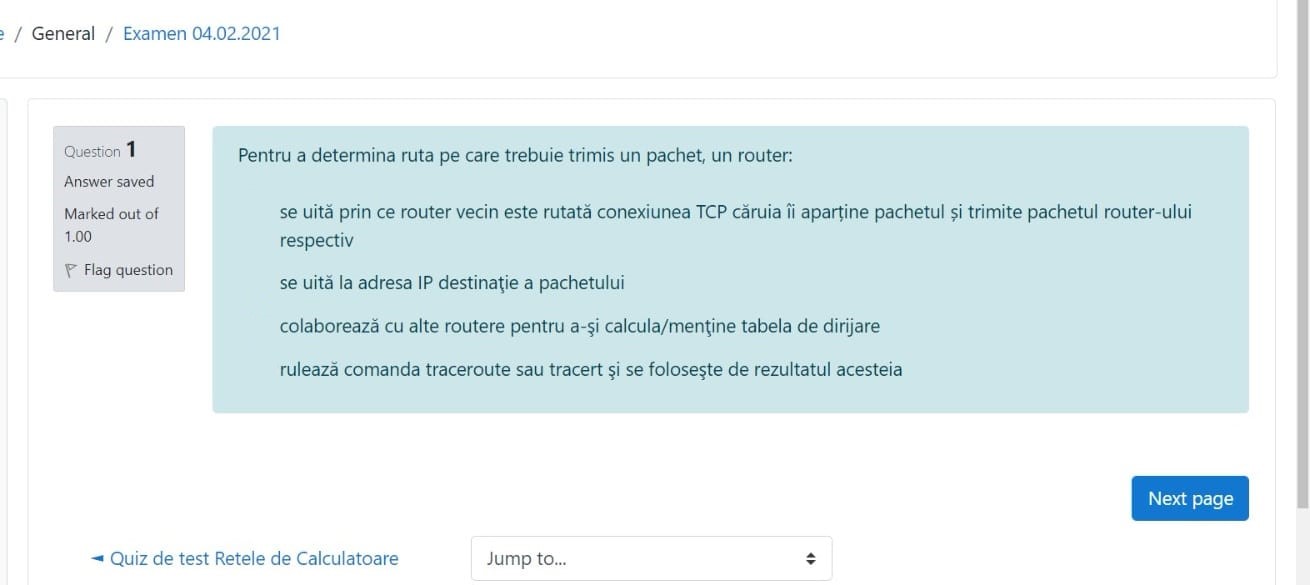 e / General / Examen 04.02.2021
Question 1
Answer saved
Marked out of
1.00
Flag question
Pentru a determina ruta pe care trebuie trimis un pachet, un router:
se uită prin ce router vecin este rutată conexiunea TCP căruia îi aparține pachetul și trimite pachetul router-ului
respectiv
se uită la adresa IP destinaţie a pachetului
colaborează cu alte routere pentru a-şi calcula/menţine tabela de dirijare
rulează comanda traceroute sau tracert şi se foloseşte de rezultatul acesteia
Next page
◄ Quiz de test Retele de Calculatoare
Jump to...